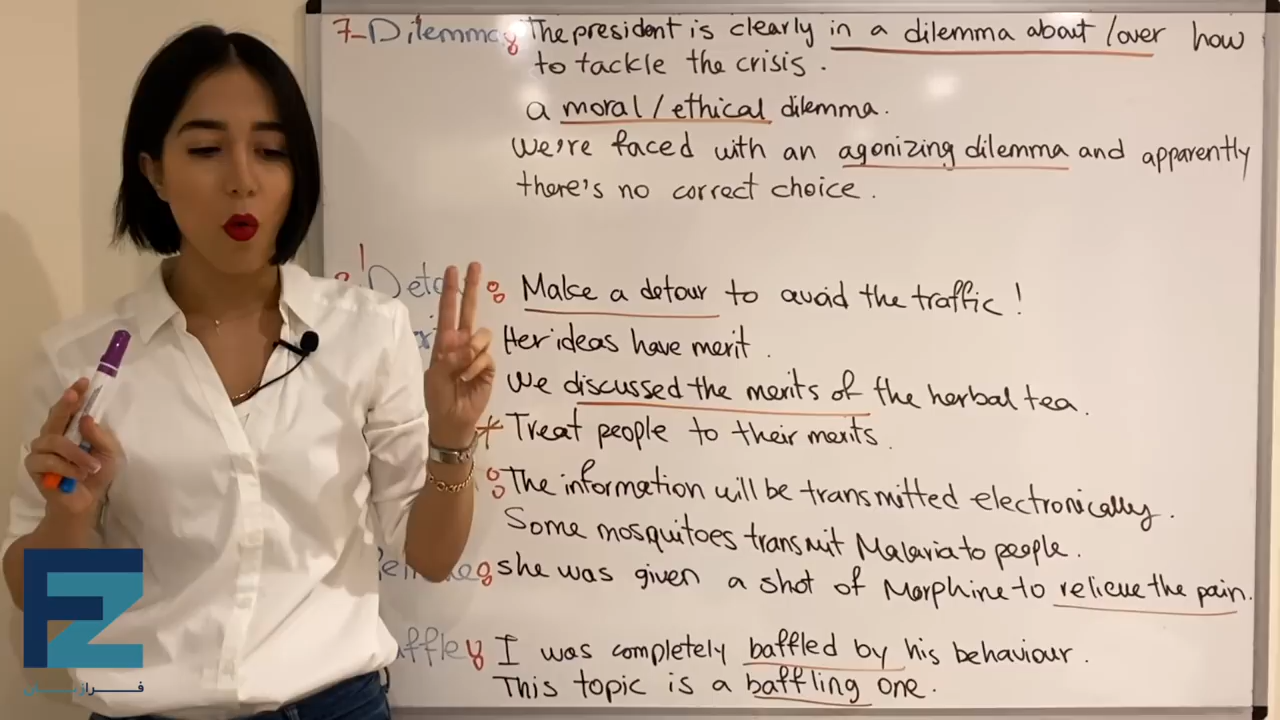 7- Dilemma: The president is clearly in a dilemma about / over how
to tackle the crisis.
a moral / ethical dilemma.
We're faced with an agonizing dilemma and apparently
there's no correct choice.
Make a detour to avoid the traffic!
Her ideas have merit.
We discussed the merits of the herbal tea.
* Treat people to their merits.
: The information will be transmitted electronically.
Some mosquitoes transmit Malaria to people.
: she was given a shot of Morphine to relieve the pain.
: I was completely baffled by his behaviour.
This topic is a baffling one.
FZ
فرازبان